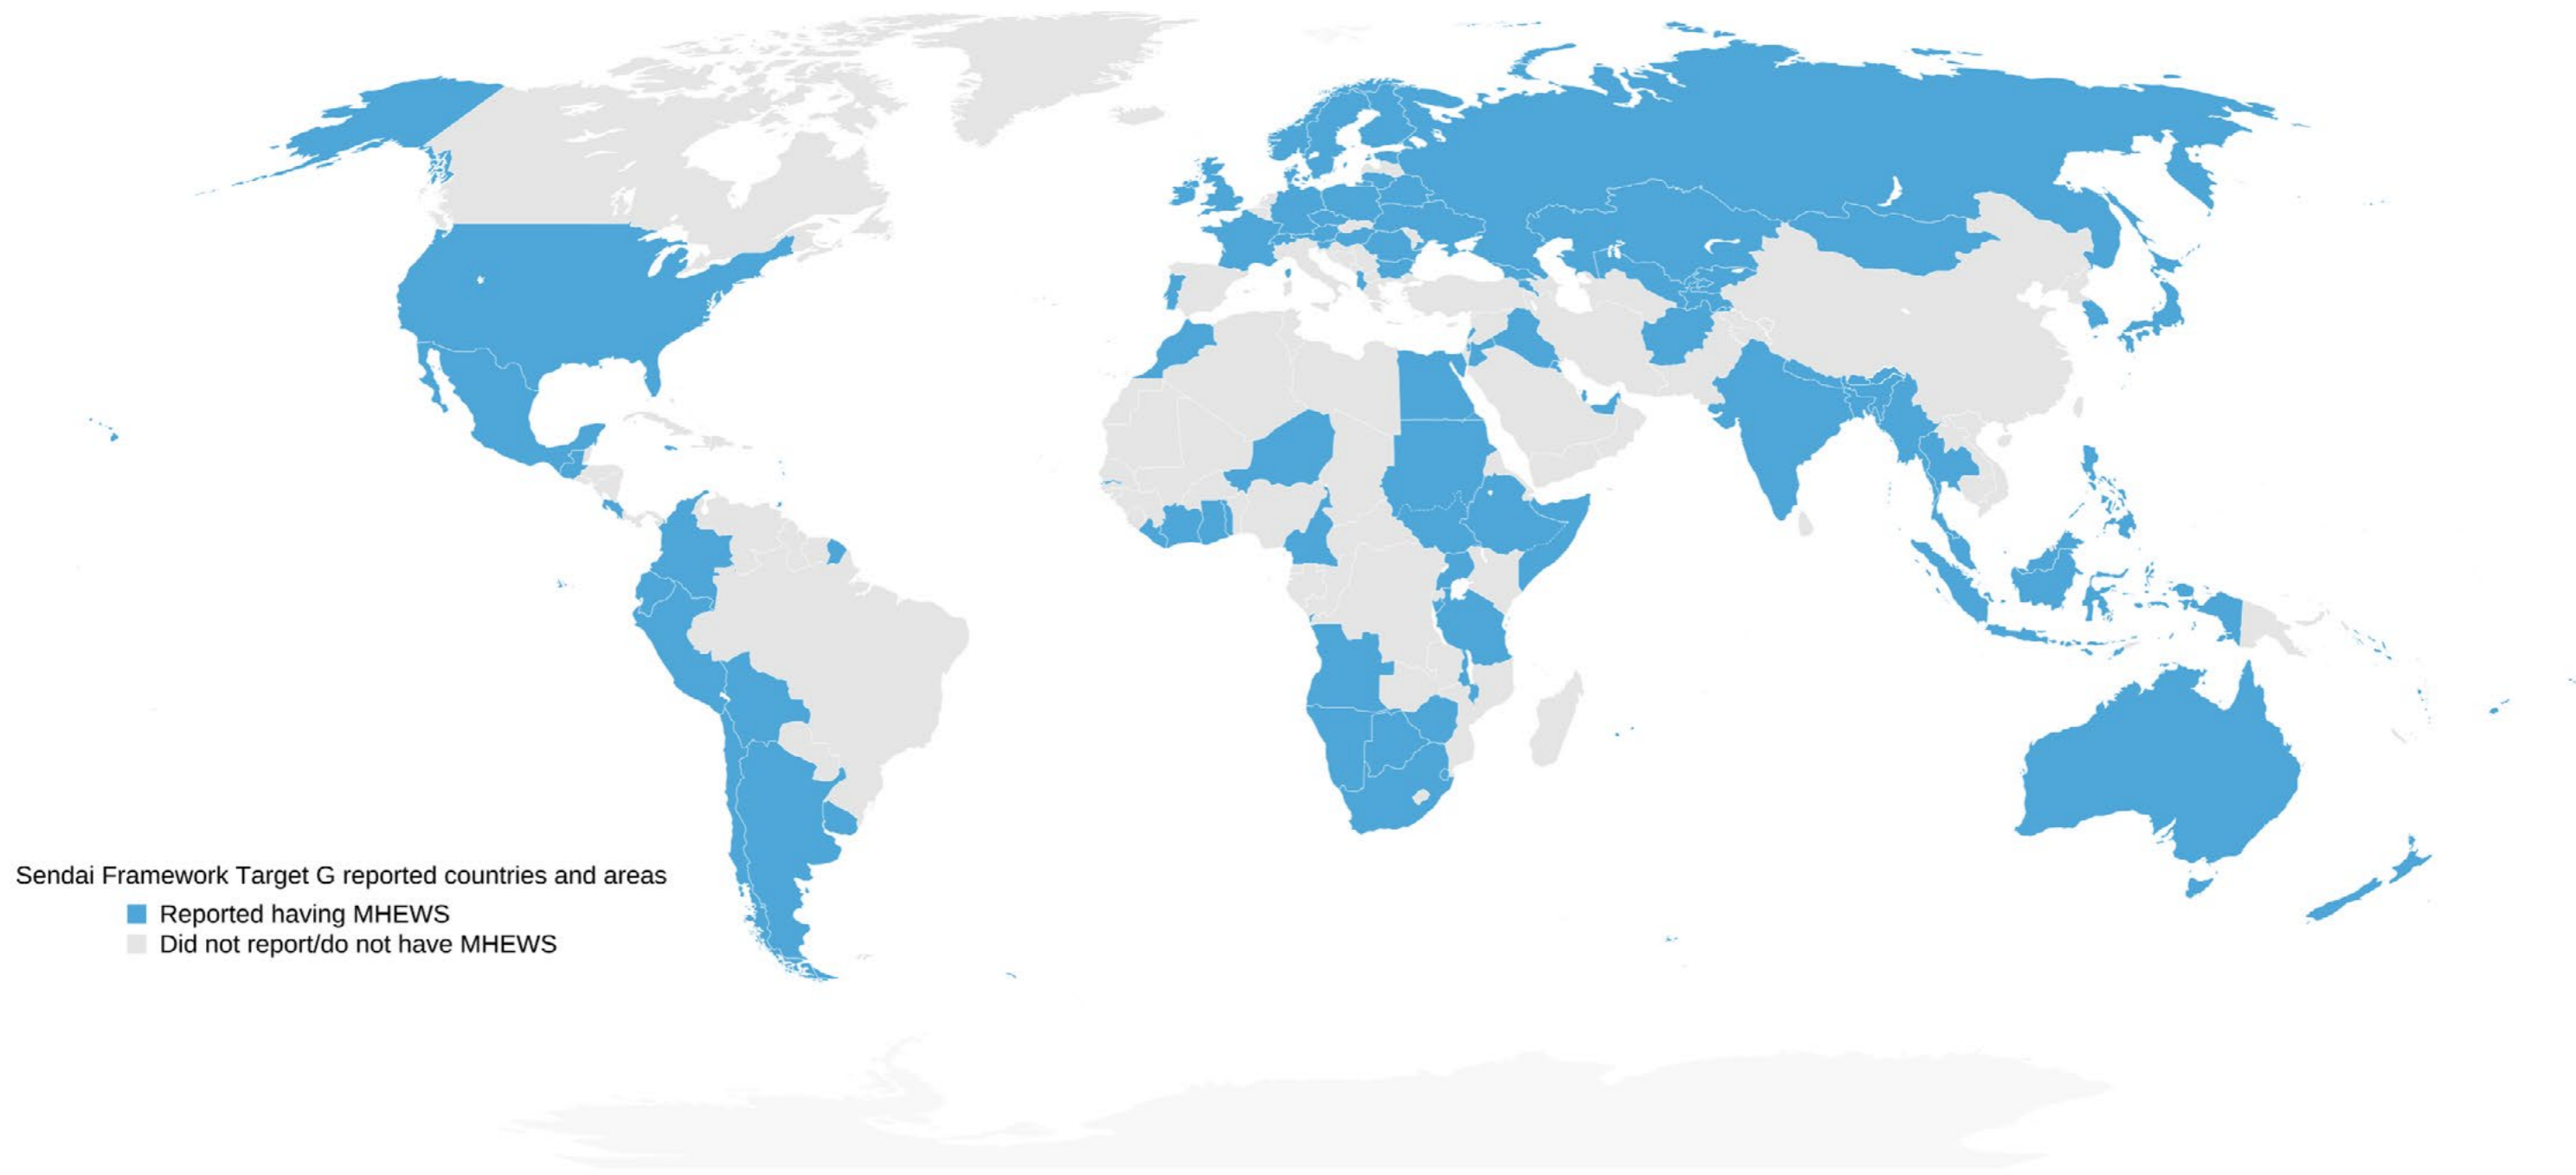 Sendai Framework Target G reported countries and areas
Reported having MHEWS
Did not report/do not have MHEWS